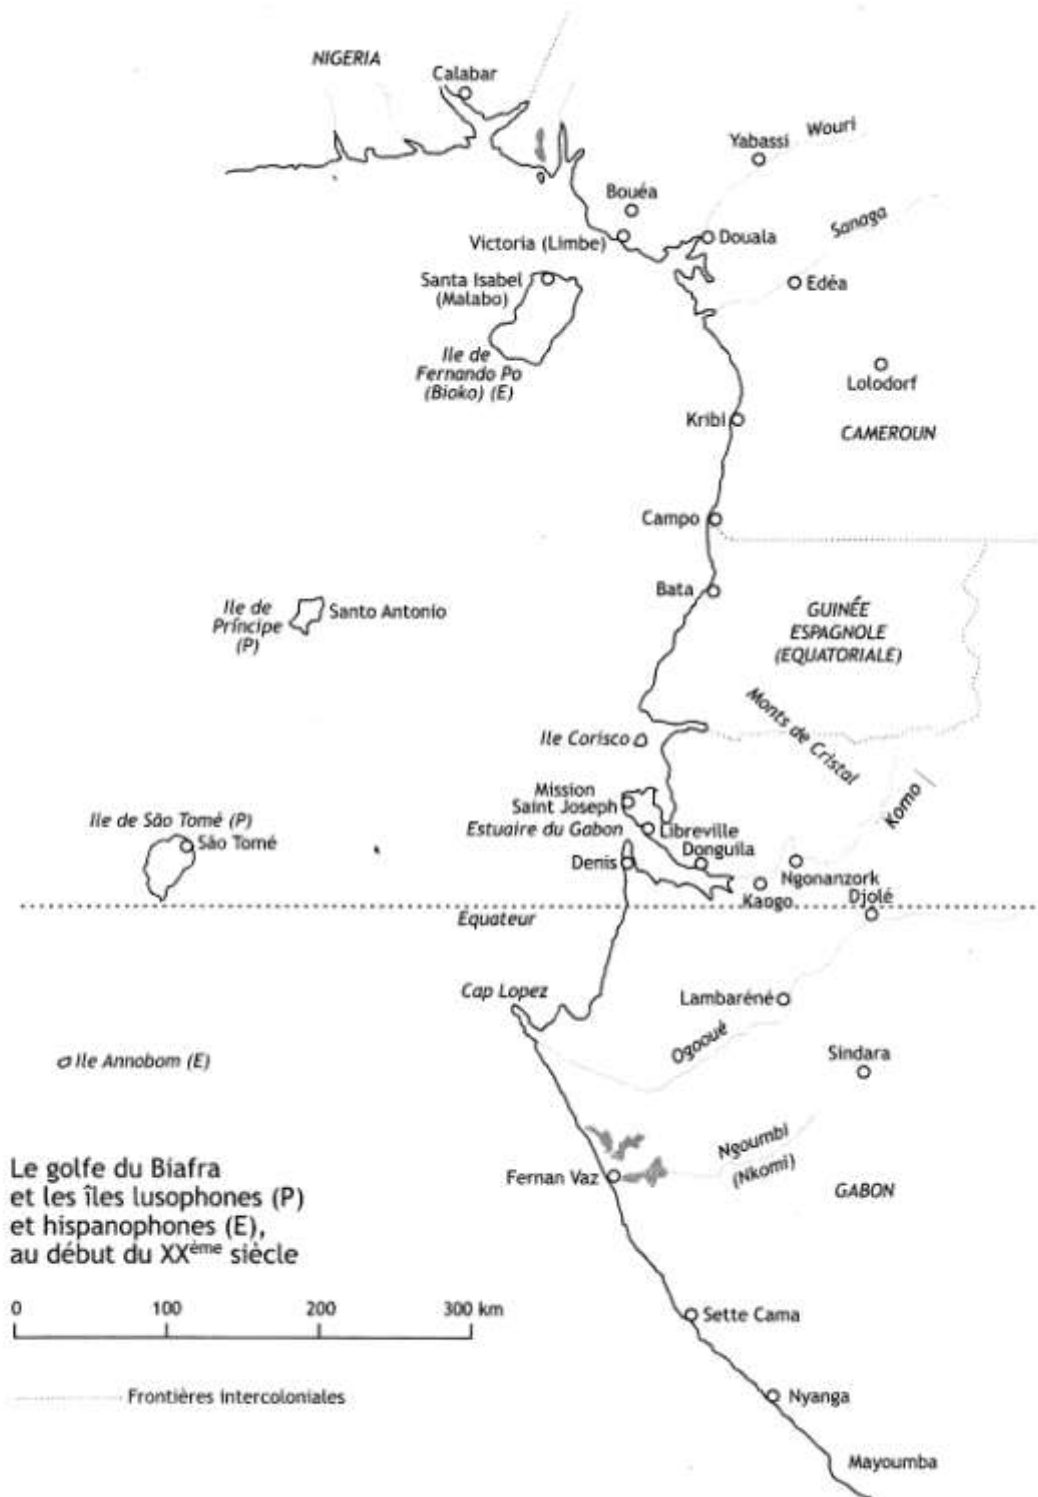 NIGERIA
Calabar
Yabassi
Wouri
Bouéa
Victoria (Limbe)
Douala
Sanaga
Santa Isabel
(Malabo)
Edéa
Ile de
Fernando Po
(Bioko) (E)
Lolodorf
Kribi
CAMEROUN
Campo
Bata
Ile de
Príncipe
(P)
Santo Antonio
GUINÉE
ESPAGNOLE
(EQUATORIALE)
Monts de Cristal
Ile Corisco
Mission
Saint Joseph
Komo
Ile de São Tomé (P)
São Tomé
Estuaire du Gabon
Libreville
Donguila
Denis
Ngonanzork
Kango
Djolé
Equateur
Cap Lopez
Lambaréné
Ogooué
Sindara
Ile Annobom (E)
Ngoumbi
(Nkomi)
Fernan Vaz
GABON
Le golfe du Biafra
et les îles lusophones (P)
et hispanophones (E),
au début du XXème siècle
0 100 200 300 km
Sette Cama
Frontières intercoloniales
Nyanga
Mayoumba